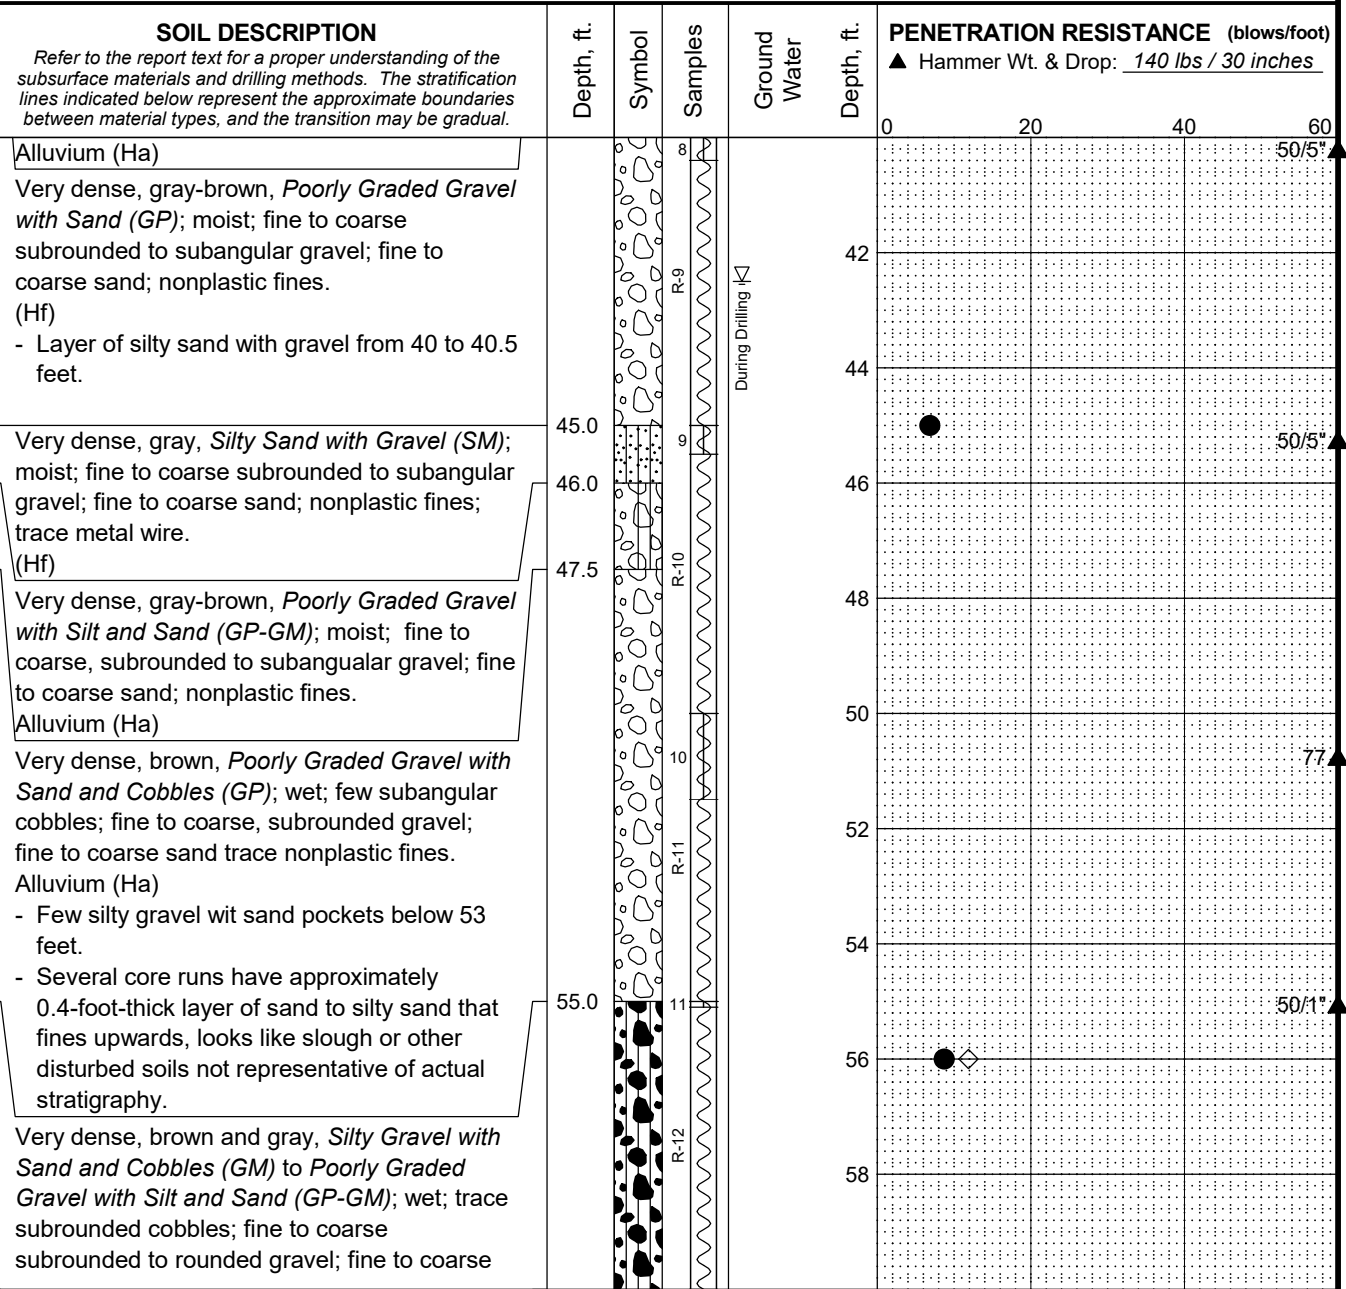 SOIL DESCRIPTION
Refer to the report text for a proper understanding of the
subsurface materials and drilling methods. The stratification
lines indicated below represent the approximate boundaries
between material types, and the transition may be gradual.
Depth, ft.
Symbol
Samples
Ground
Water
Depth, ft.
PENETRATION RESISTANCE (blows/foot)
▲ Hammer Wt. & Drop: 140 lbs / 30 inches
0 20 40 60
Alluvium (Ha)
Very dense, gray-brown, Poorly Graded Gravel
with Sand (GP); moist; fine to coarse
subrounded to subangular gravel; fine to
coarse sand; nonplastic fines.
(Hf)
- Layer of silty sand with gravel from 40 to 40.5
feet.
Very dense, gray, Silty Sand with Gravel (SM);
moist; fine to coarse subrounded to subangular
gravel; fine to coarse sand; nonplastic fines;
trace metal wire.
(Hf)
Very dense, gray-brown, Poorly Graded Gravel
with Silt and Sand (GP-GM); moist; fine to
coarse, subrounded to subangualar gravel; fine
to coarse sand; nonplastic fines.
Alluvium (Ha)
Very dense, brown, Poorly Graded Gravel with
Sand and Cobbles (GP); wet; few subangular
cobbles; fine to coarse, subrounded gravel;
fine to coarse sand trace nonplastic fines.
Alluvium (Ha)
- Few silty gravel wit sand pockets below 53
feet.
- Several core runs have approximately
0.4-foot-thick layer of sand to silty sand that
fines upwards, looks like slough or other
disturbed soils not representative of actual
stratigraphy.
Very dense, brown and gray, Silty Gravel with
Sand and Cobbles (GM) to Poorly Graded
Gravel with Silt and Sand (GP-GM); wet; trace
subrounded cobbles; fine to coarse
subrounded to rounded gravel; fine to coarse
45.0
46.0
47.5
55.0
8
R-9
9
R-10
10
R-11
11
R-12
During Drilling
42
44
46
48
50
52
54
56
58
50/5"
50/5"
77
50/1"